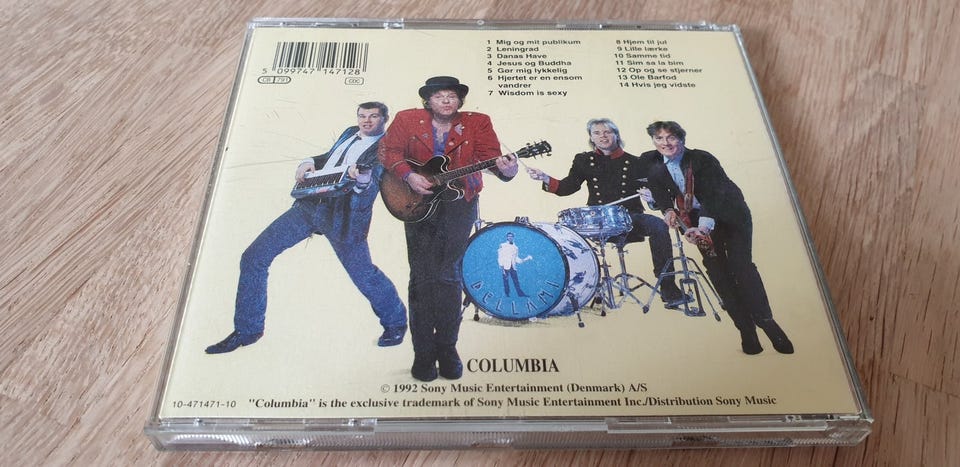 5 099747 147128
CB 791
CDC
1 Mig og mit publikum
2 Leningrad
3 Danas Have
4 Jesus og Buddha
5 Gør mig lykkelig
6 Hjertet er en ensom
vandrer
7 Wisdom is sexy
8 Hjem til jul
9 Lille lærke
10 Samme tid
11 Sim sa la bim
12 Op og se stjerner
13 Ole Barfod
14 Hvis jeg vidste
BELLAMI
COLUMBIA
© 1992 Sony Music Entertainment (Denmark) A/S
10-471471-10
"Columbia" is the exclusive trademark of Sony Music Entertainment Inc./Distribution Sony Music